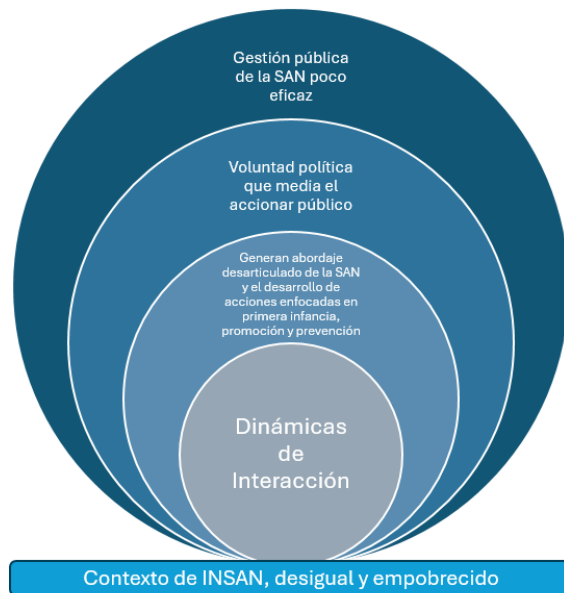 Gestión pública
de la SAN poco
eficaz
Voluntad política
que media el
accionar público
Generan abordaje
desarticulado de la SAN
y el desarrollo de
acciones enfocadas en
primera infancia,
promoción y prevención
Dinámicas
de
Interacción
Contexto de INSAN, desigual y empobrecido